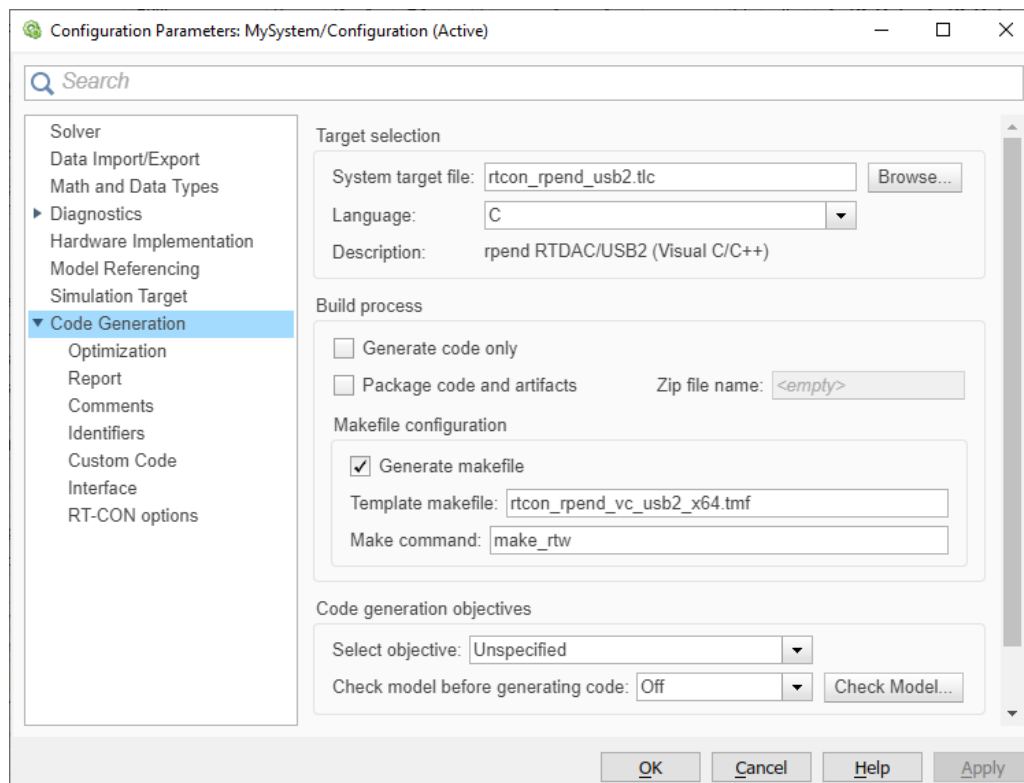 Configuration Parameters: MySystem/Configuration (Active)
Search
Solver
Data Import/Export
Math and Data Types
Diagnostics
Hardware Implementation
Model Referencing
Simulation Target
Code Generation
Optimization
Report
Comments
Identifiers
Custom Code
Interface
RT-CON options
Target selection
System target file: rtcon_rpend_usb2.tlc Browse...
Language: C
Description: rpend RTDAC/USB2 (Visual C/C++)
Build process
Generate code only
Package code and artifacts Zip file name: <empty>
Makefile configuration
Generate makefile
Template makefile: rtcon_rpend_vc_usb2_x64.tmf
Make command: make_rtw
Code generation objectives
Select objective: Unspecified
Check model before generating code: Off Check Model...
OK Cancel Help Apply